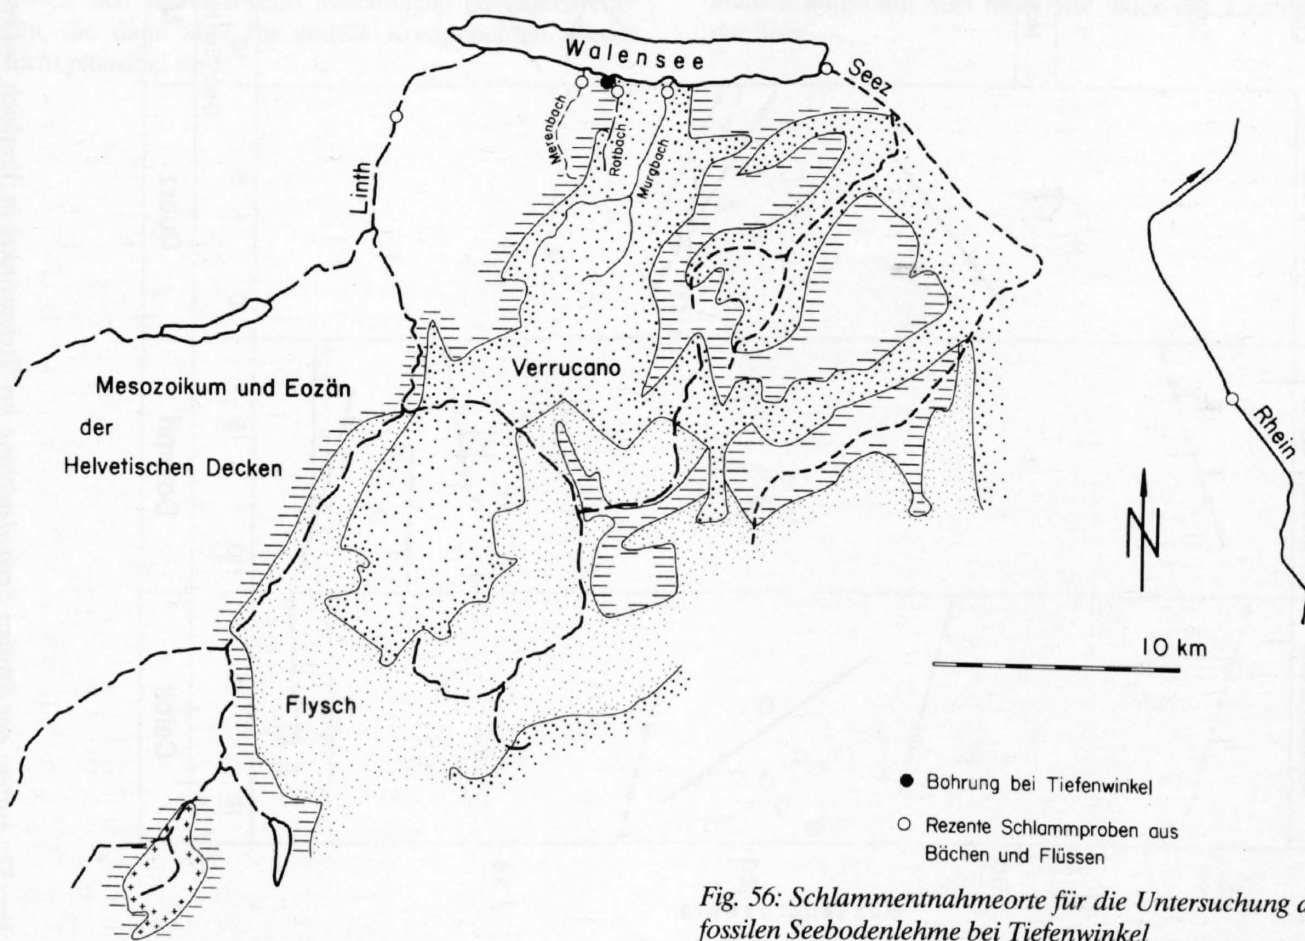 Walensee
Seez
Merenbach
Rotbach
Murgbach
Linth
Verrucano
Mesozoikum und Eozän
der
Helvetischen Decken
Rhein
N
10 km
Flysch
Bohrung bei Tiefenwinkel
Rezente Schlammproben aus
Bächen und Flüssen
Fig. 56: Schlammentnahmeorte für die Untersuchung d
fossilen Seebodenlehme bei Tiefenwinkel